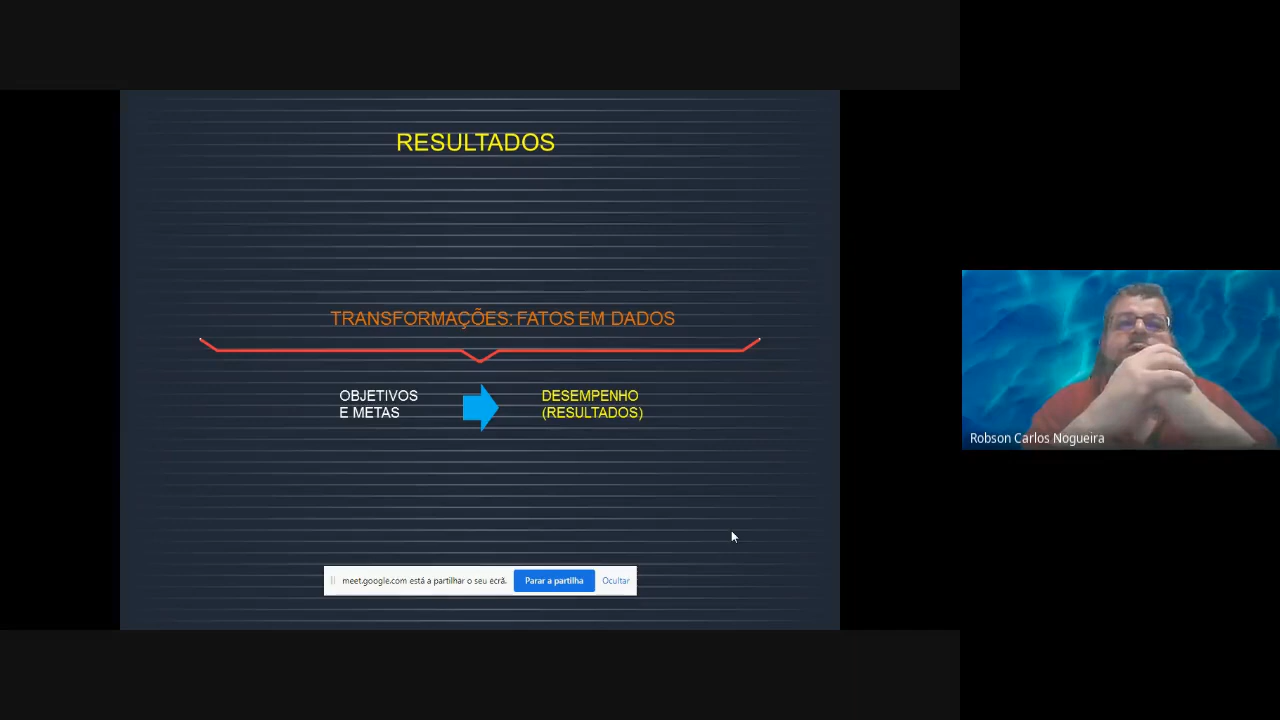 RESULTADOS
TRANSFORMAÇÕES: FATOS EM DADOS
OBJETIVOS
E METAS
DESEMPENHO
(RESULTADOS)
meet.google.com está a partilhar o seu ecrã.
Parar a partilha
Ocultar
Robson Carlos Nogueira